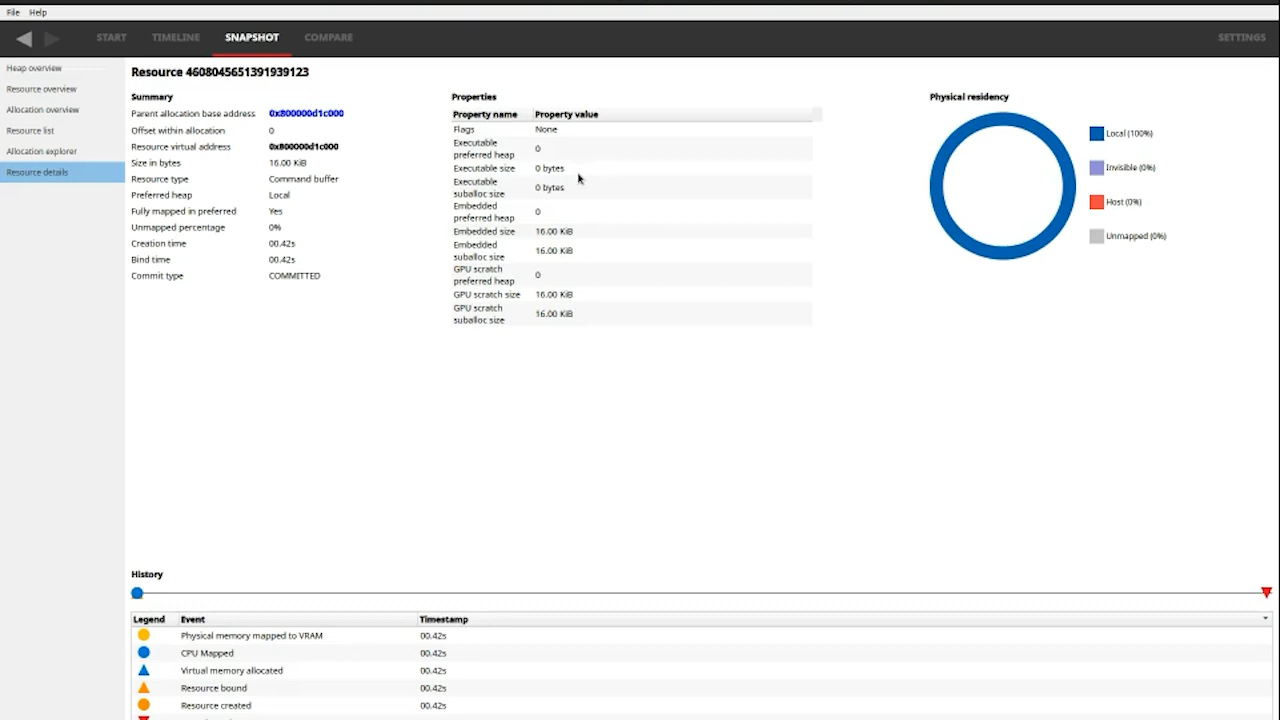 File Help
START TIMELINE SNAPSHOT COMPARE SETTINGS
Heap overview
Resource overview
Allocation overview
Resource list
Allocation explorer
Resource details
Resource 4608045651391939123
Summary
Parent allocation base address 0x800000d1c000
Offset within allocation 0
Resource virtual address 0x800000d1c000
Size in bytes 16.00 KiB
Resource type Command buffer
Preferred heap Local
Fully mapped in preferred Yes
Unmapped percentage 0%
Creation time 00.42s
Bind time 00.42s
Commit type COMMITTED
Properties
Property name Property value
Flags None
Executable
preferred heap 0
Executable size 0 bytes
Executable
suballoc size 0 bytes
Embedded
preferred heap 0
Embedded size 16.00 KiB
Embedded
suballoc size 16.00 KiB
GPU scratch
preferred heap 0
GPU scratch size 16.00 KiB
GPU scratch
suballoc size 16.00 KiB
Physical residency
Local (100%)
Invisible (0%)
Host (0%)
Unmapped (0%)
History
Legend Event Timestamp
Physical memory mapped to VRAM 00.42s
CPU Mapped 00.42s
Virtual memory allocated 00.42s
Resource bound 00.42s
Resource created 00.42s